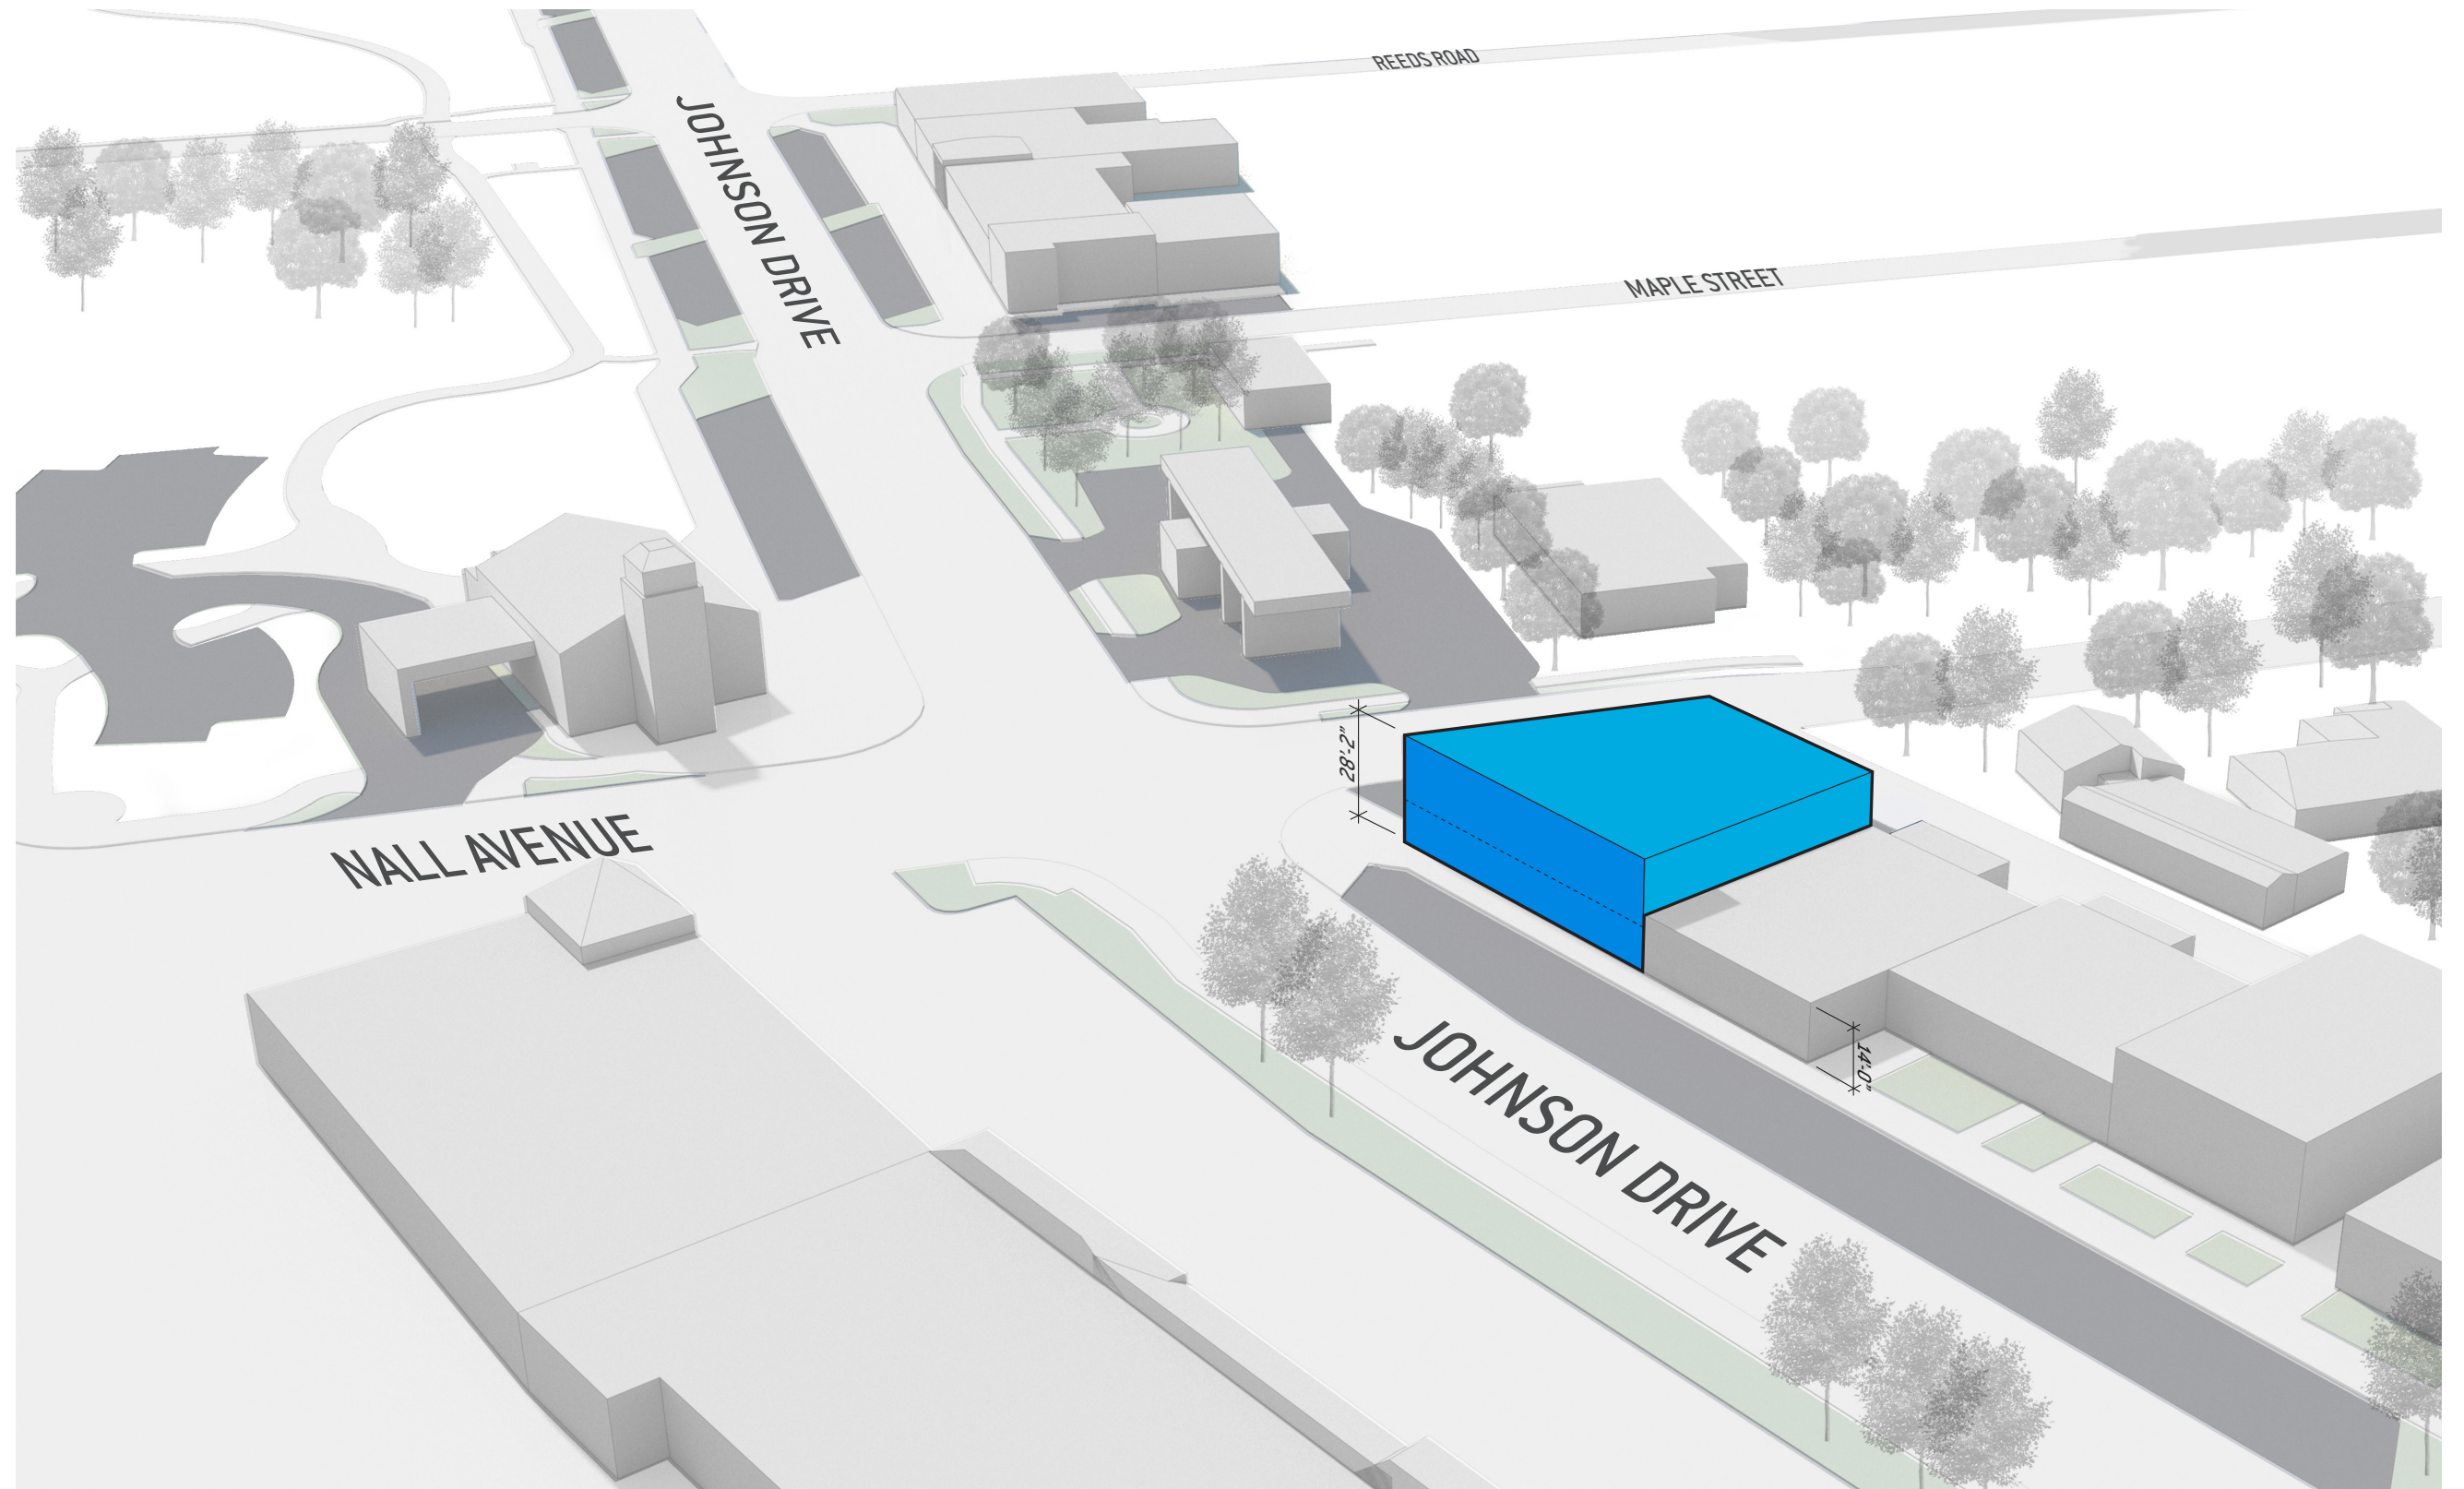 REEDS ROAD
JOHNSON DRIVE
MAPLE STREET
28'-2"
NALL AVENUE
14'-0"
JOHNSON DRIVE